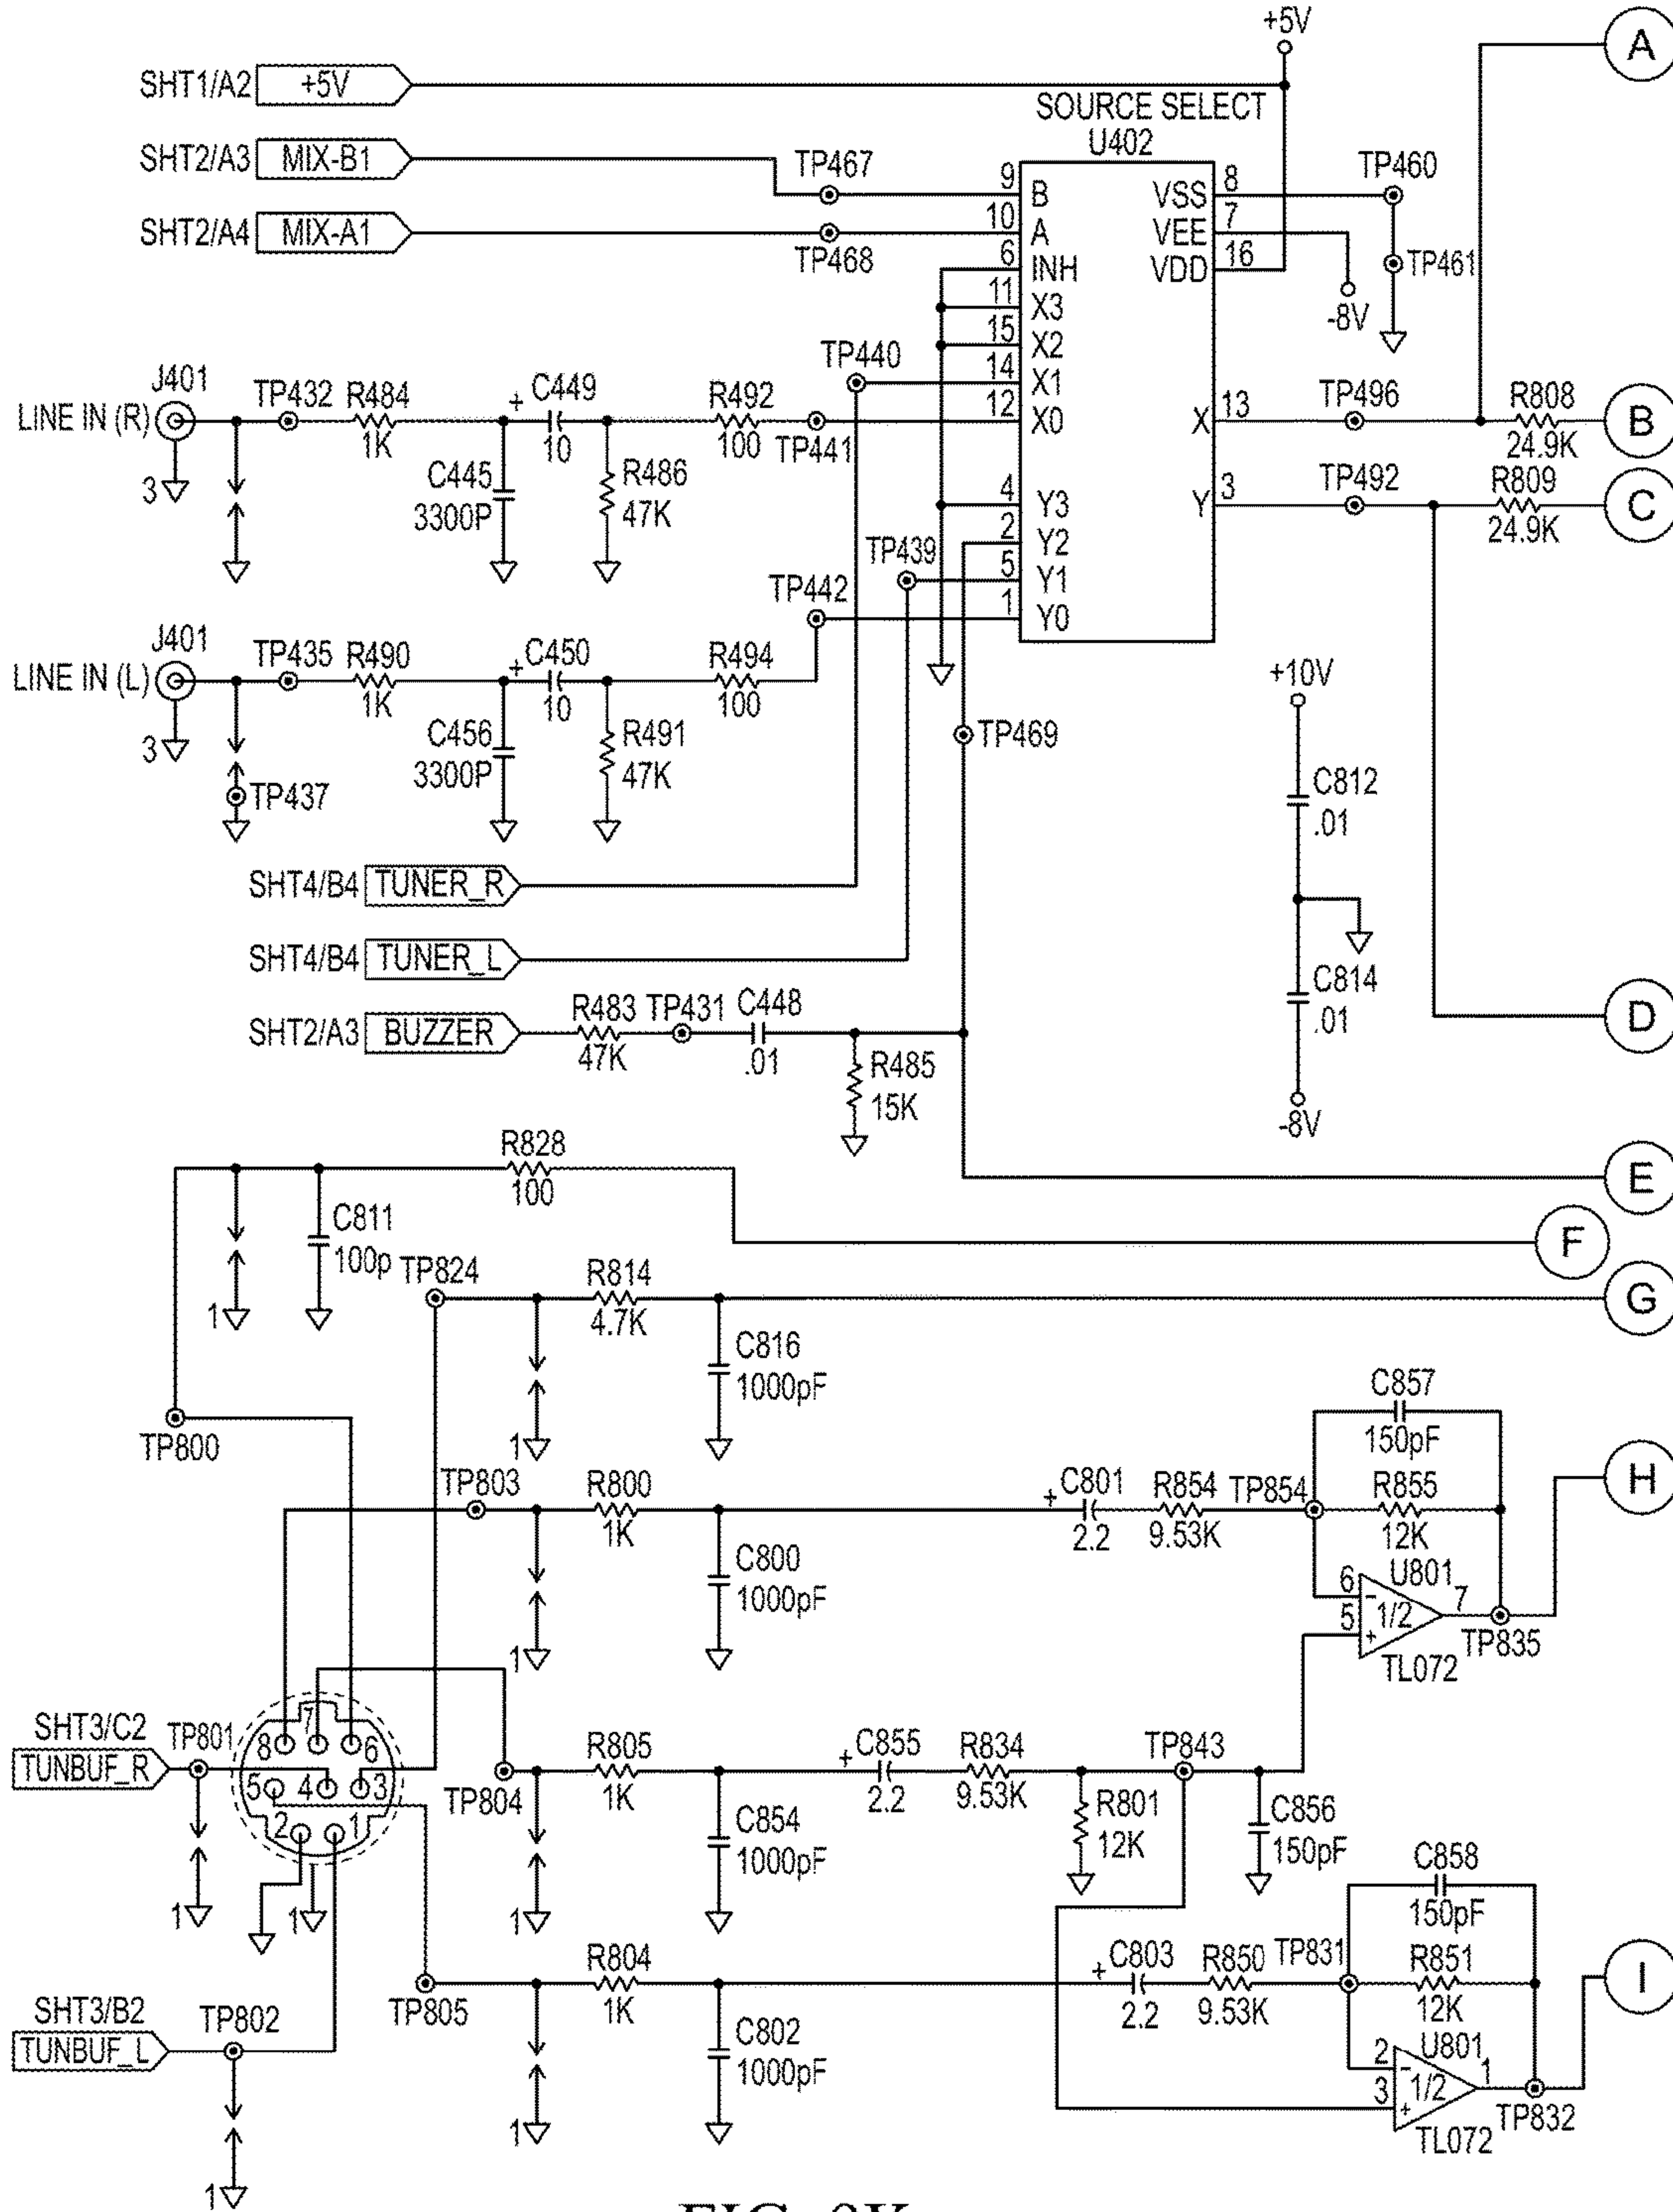 +5V
A
SHT1/A2 +5V
SOURCE SELECT
U402
SHT2/A3 MIX-B1
TP467
9 B
VSS 8
TP460
SHT2/A4 MIX-A1
TP468
10 A
VEE 7
6 INH
VDD 16
TP461
11 X3
-8V
15 X2
TP440
14 X1
J401
LINE IN (R)
TP432
R484
1K
+ C449
10
R492
100
TP441
12 X0
X 13
TP496
R808
24.9K
B
3
C445
3300P
R486
47K
4 Y3
Y 3
TP492
R809
24.9K
C
2 Y2
TP439
5 Y1
TP442
1 Y0
J401
LINE IN (L)
TP435
R490
1K
+ C450
10
R494
100
+10V
3
TP437
C456
3300P
R491
47K
TP469
C812
.01
SHT4/B4 TUNER_R
SHT4/B4 TUNER_L
C814
.01
D
SHT2/A3 BUZZER
R483
47K
TP431
C448
.01
R485
15K
-8V
R828
100
E
C811
100p
F
1
TP824
R814
4.7K
G
C816
1000pF
1
C857
150pF
TP800
TP803
R800
1K
+ C801
2.2
R854
9.53K
TP854
R855
12K
H
C800
1000pF
1
6 -
5 +
U801
1/2
7
TP835
TL072
SHT3/C2
TUNBUF_R
TP801
8 7 6
5 4 3
2 1
1
1
TP804
R805
1K
+ C855
2.2
R834
9.53K
TP843
C854
1000pF
R801
12K
C856
150pF
1
C858
150pF
TP805
R804
1K
+ C803
2.2
R850
9.53K
TP831
R851
12K
I
SHT3/B2
TUNBUF_L
TP802
C802
1000pF
1
1
2 -
3 +
U801
1/2
1
TP832
TL072